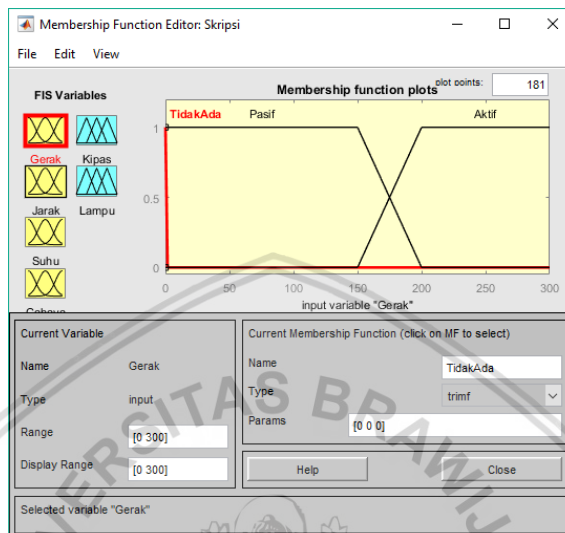 Membership Function Editor: Skripsi
File Edit View
FIS Variables
Gerak Kipas
Jarak Lampu
Suhu
Cahaya
Membership function plots
plot points: 181
TidakAda Pasif Aktif
1
0.5
0
0 50 100 150 200 250 300
input variable "Gerak"
Current Variable
Name Gerak
Type input
Range [0 300]
Display Range [0 300]
Current Membership Function (click on MF to select)
Name TidakAda
Type trimf
Params [0 0 0]
Help Close
Selected variable "Gerak"
VERSITAS BRAWIJ